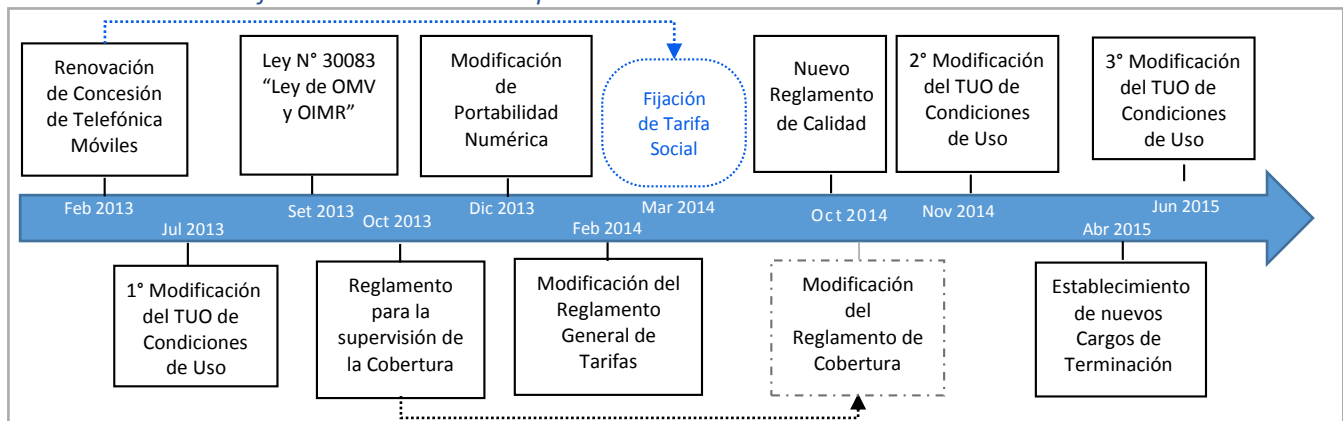 Renovación
de Concesión
de Telefónica
Móviles
Ley N° 30083
“Ley de OMV
y OIMR”
Modificación
de
Portabilidad
Numérica
Fijación
de Tarifa
Social
Nuevo
Reglamento
de Calidad
2° Modificación
del TUO de
Condiciones
de Uso
3° Modificación
del TUO de
Condiciones
de Uso
Feb 2013
Jul 2013
Set 2013
Oct 2013
Dic 2013
Feb 2014
Mar 2014
Oct 2014
Nov 2014
Abr 2015
Jun 2015
1° Modificación
del TUO de
Condiciones
de Uso
Reglamento
para la
supervisión de
la Cobertura
Modificación del
Reglamento
General de
Tarifas
Modificación
del
Reglamento de
Cobertura
Establecimiento
de nuevos
Cargos de
Terminación